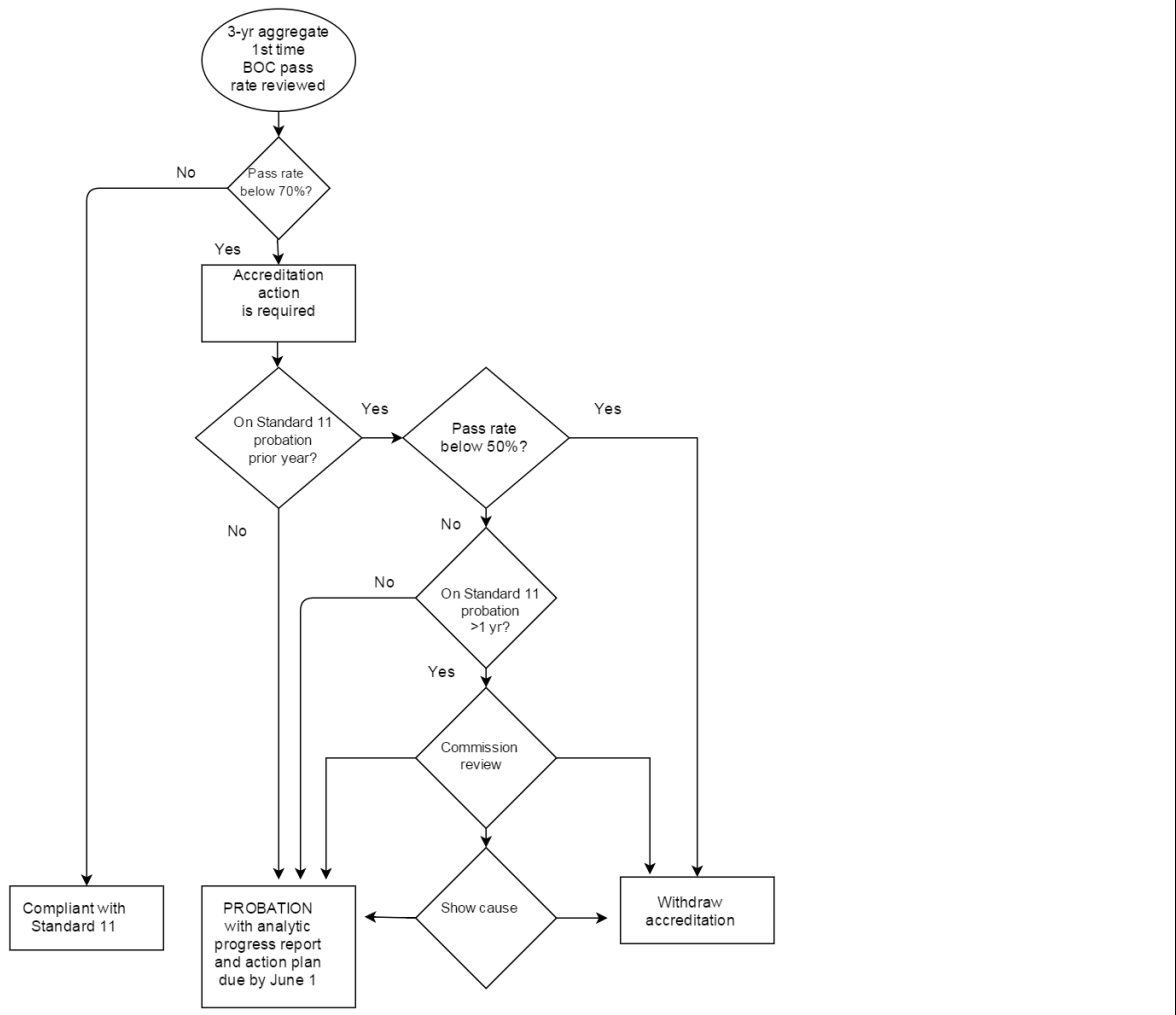 3-yr aggregate
1st time
BOC pass
rate reviewed
No
Pass rate
below 70%?
Yes
Accreditation
action
is required
On Standard 11
probation
prior year?
Yes
Pass rate
below 50%?
Yes
No
No
No
On Standard 11
probation
>1 yr?
Yes
Commission
review
Show cause
Compliant with
Standard 11
PROBATION
with analytic
progress report
and action plan
due by June 1
Withdraw
accreditation